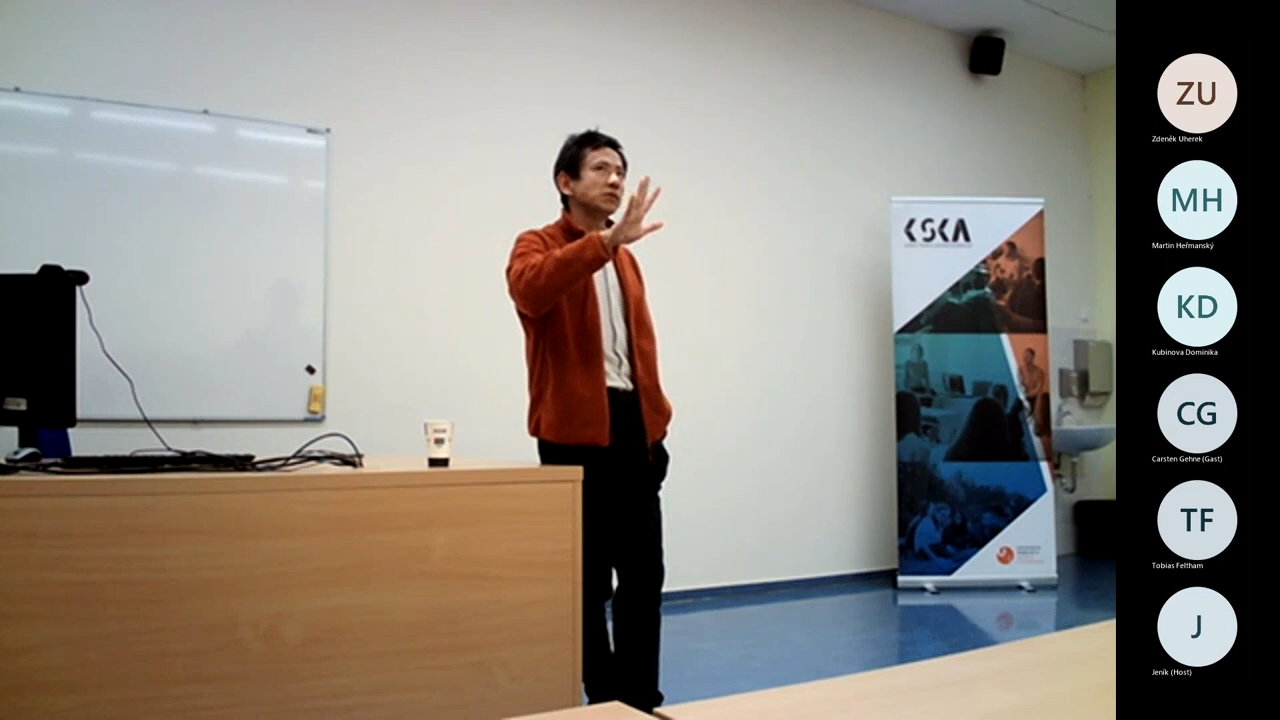 KSKA
ZU
Zdeněk Uherek
MH
Martin Heřmanský
KD
Kubinova Dominika
CG
Carsten Gehne (Gast)
TF
Tobias Feltham
J
Jeník (Host)